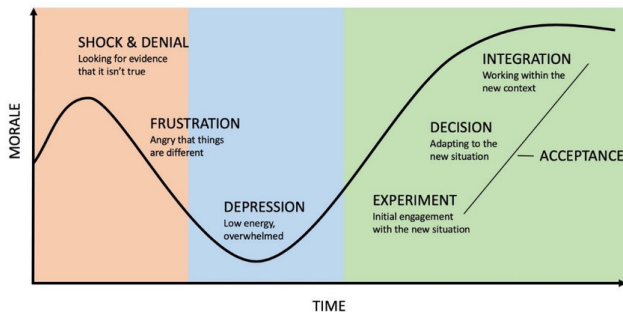 SHOCK & DENIAL
Looking for evidence
that it isn't true
FRUSTRATION
Angry that things
are different
DEPRESSION
Low energy,
overwhelmed
INTEGRATION
Working within the
new context
DECISION
Adapting to the
new situation
ACCEPTANCE
EXPERIMENT
Initial engagement
with the new situation
MORALE
TIME